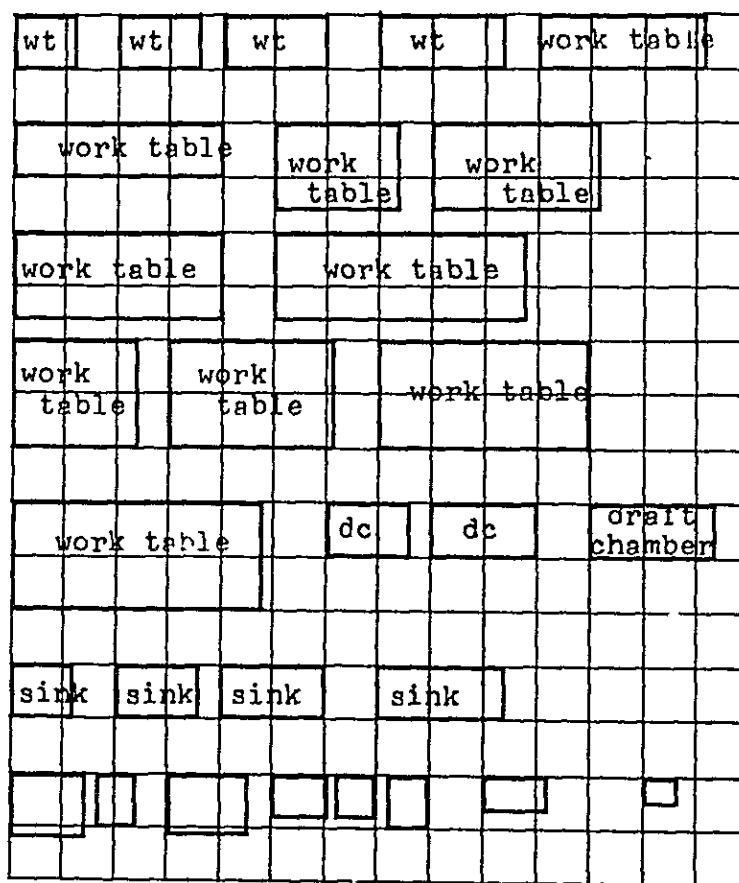 wt wt wt wt work table
work table work table work table
work table work table
work table work table work table
work table dc dc draft chamber
sink sink sink sink